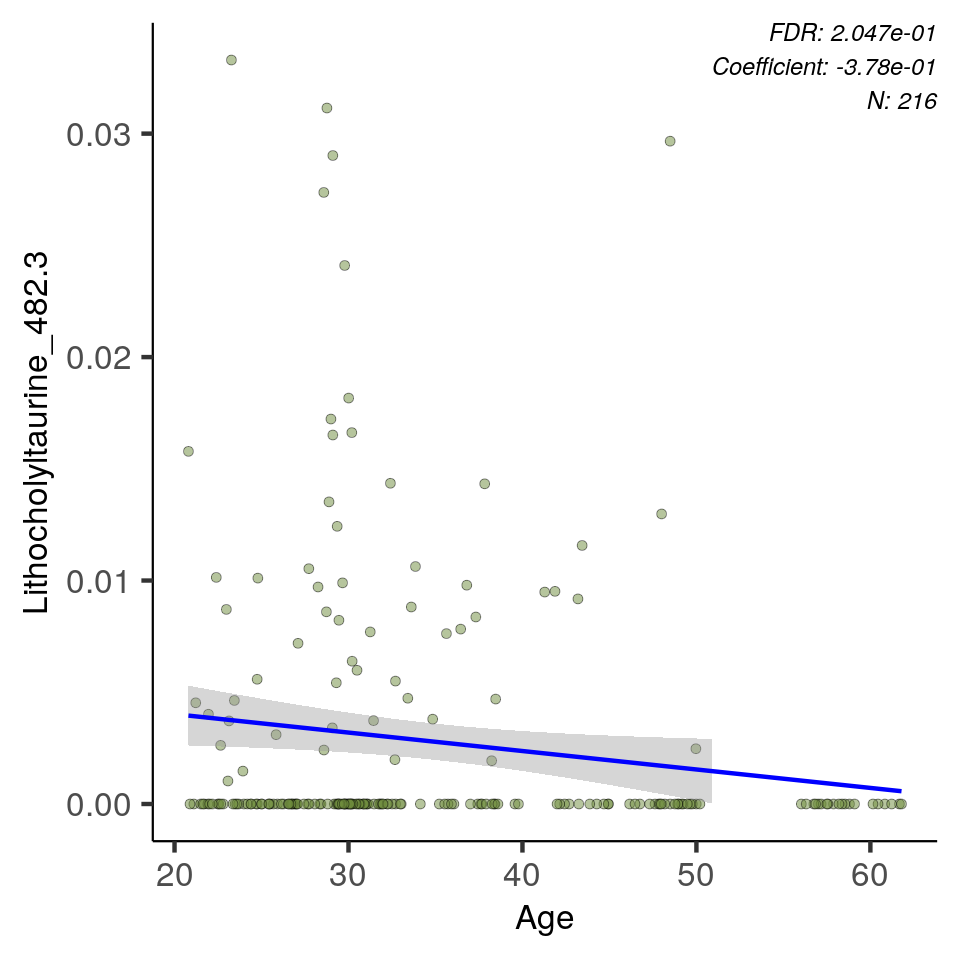 FDR: 2.047e-01
Coefficient: -3.78e-01
N: 216
Lithocholyltaurine_482.3
0.03
0.02
0.01
0.00
20 30 40 50 60
Age